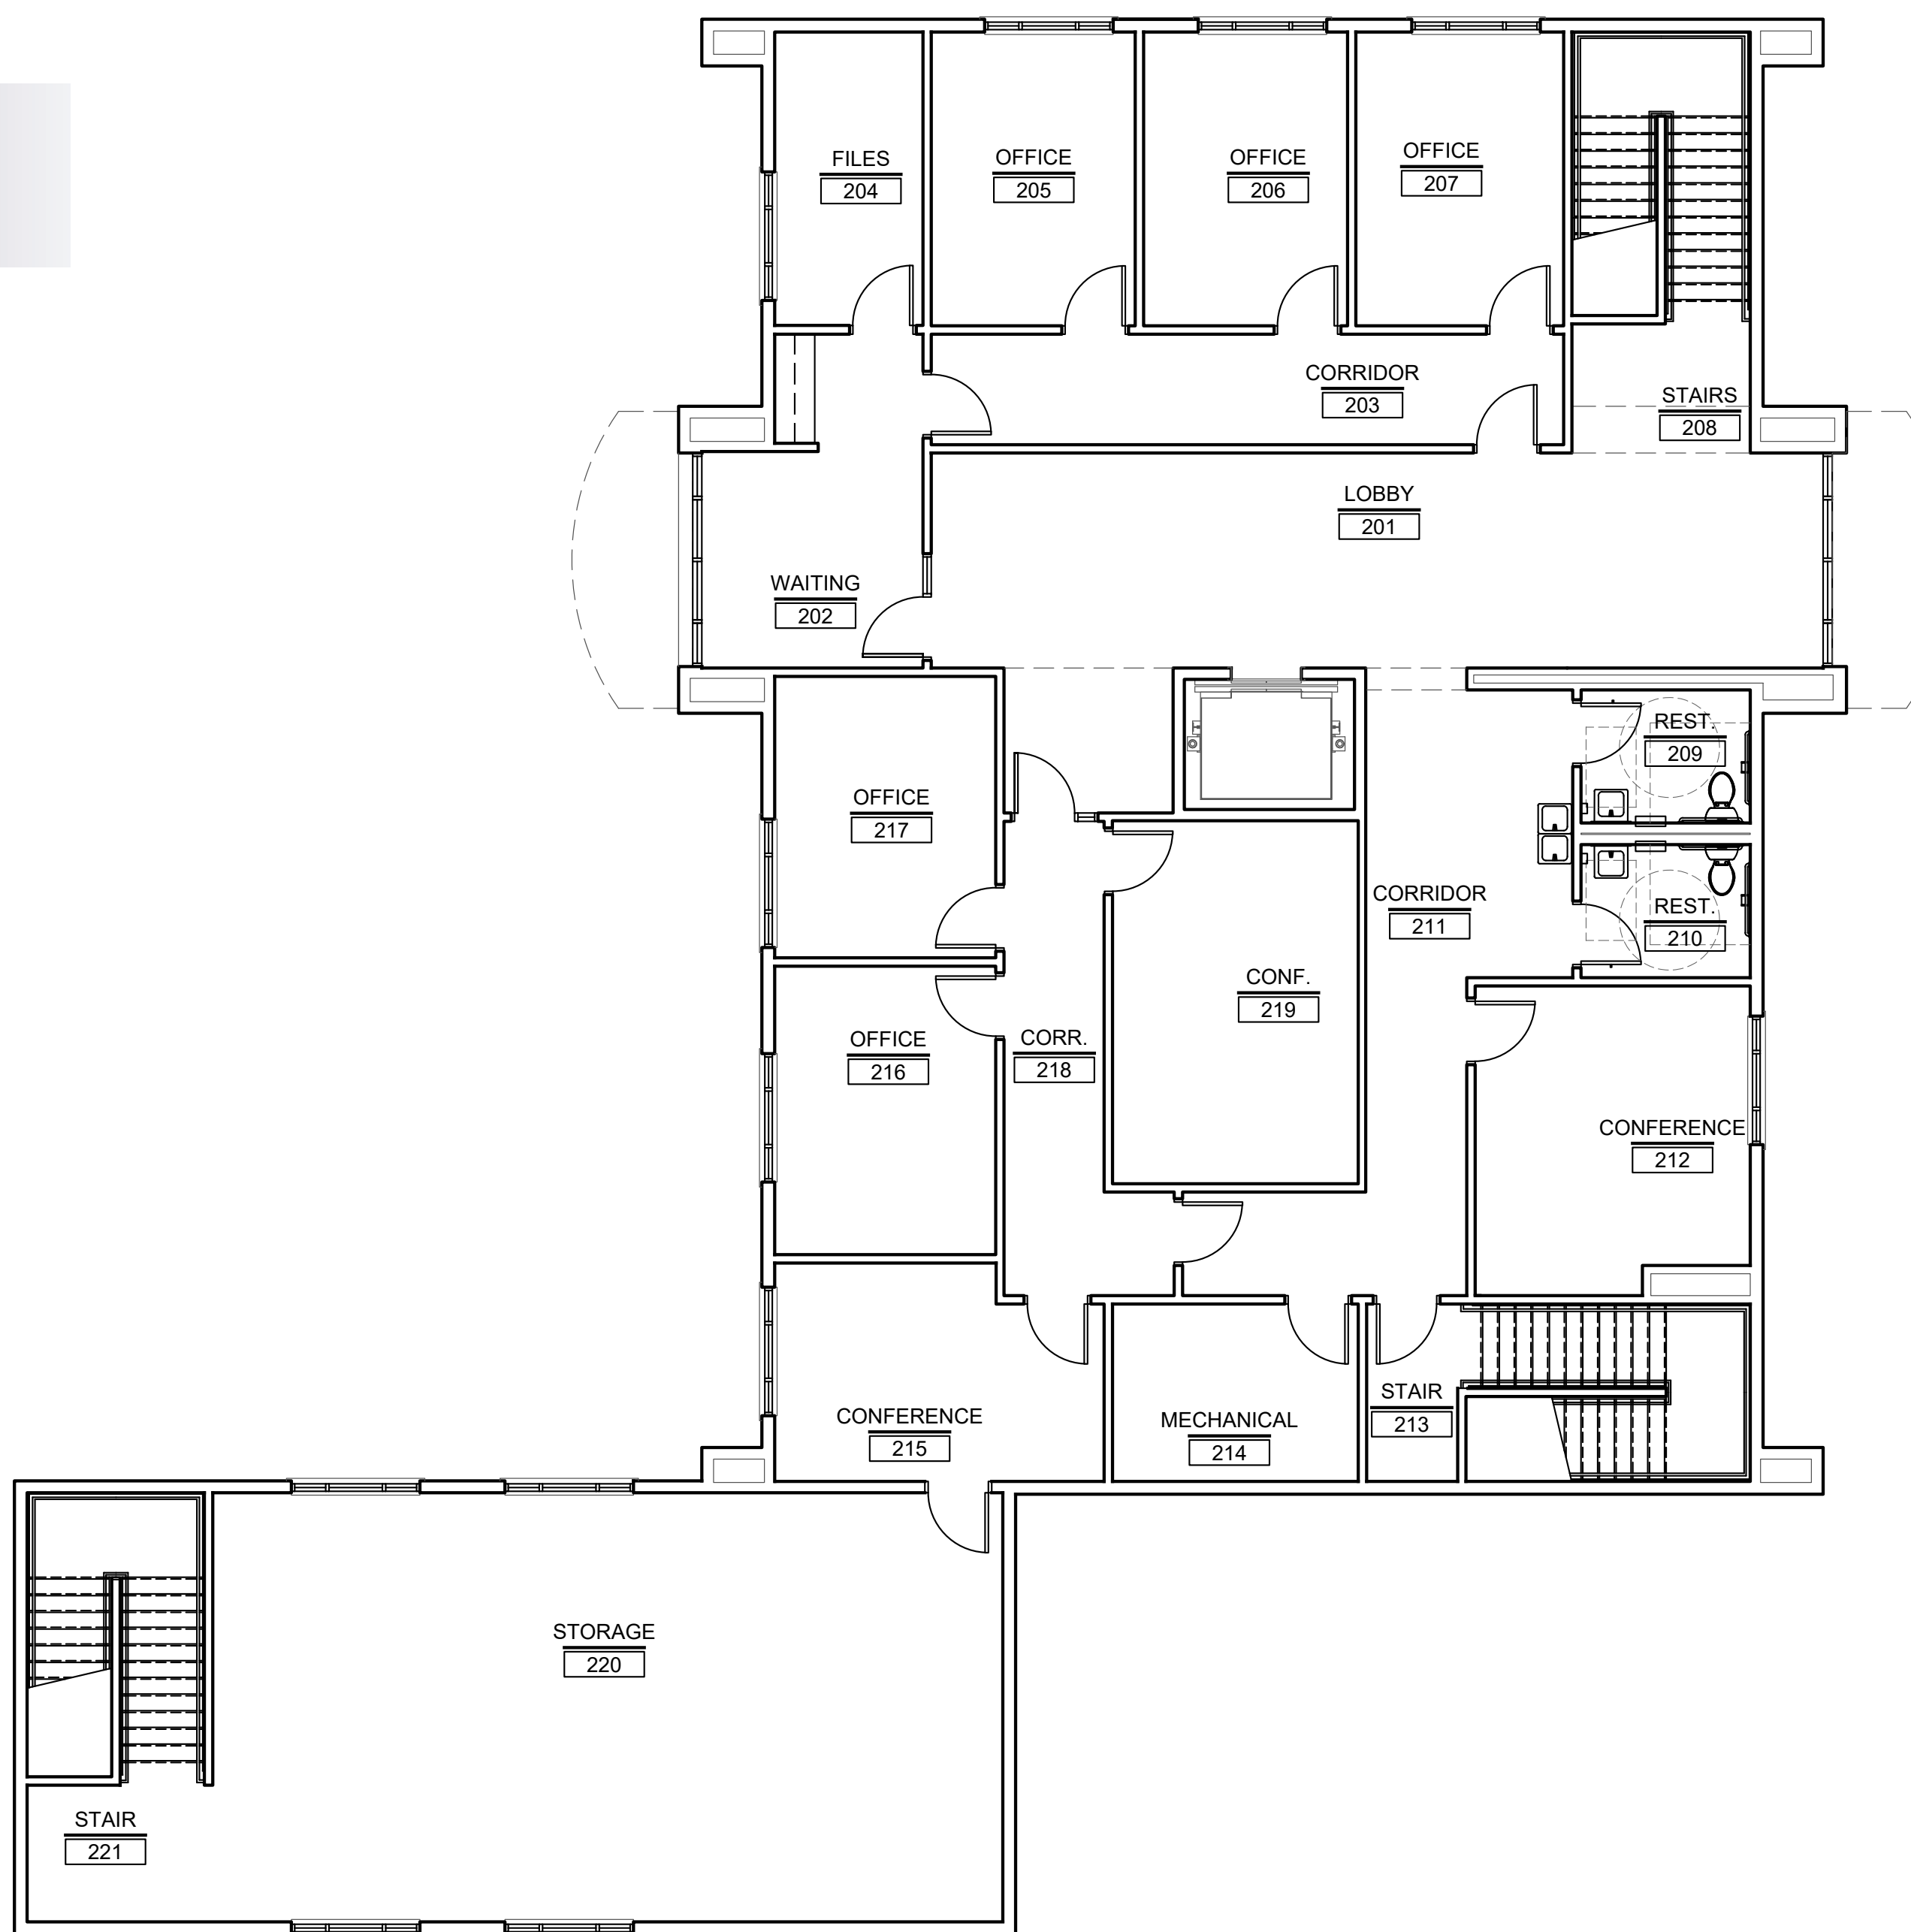 FILES
204
OFFICE
205
OFFICE
206
OFFICE
207
CORRIDOR
203
STAIRS
208
LOBBY
201
WAITING
202
REST.
209
OFFICE
217
CORRIDOR
211
REST.
210
CONF.
219
OFFICE
216
CORR.
218
CONFERENCE
212
STAIR
213
CONFERENCE
215
MECHANICAL
214
STORAGE
220
STAIR
221